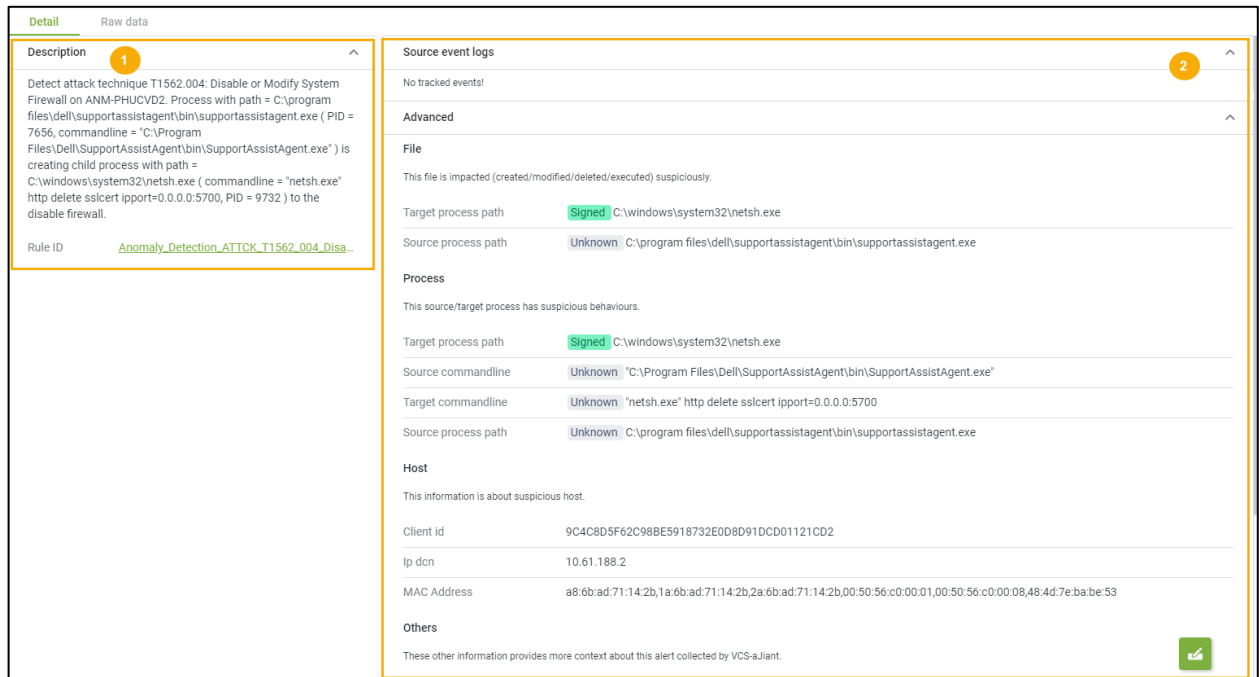 Detail Raw data
Description
1
Detect attack technique T1562.004: Disable or Modify System
Firewall on ANM-PHUCVD2. Process with path = C:\program
files\dell\supportassistagent\bin\supportassistagent.exe ( PID =
7656, commandline = "C:\Program
Files\Dell\SupportAssistAgent\bin\SupportAssistAgent.exe" ) is
creating child process with path =
C:\windows\system32\netsh.exe ( commandline = "netsh.exe"
http delete sslcert ipport=0.0.0.0:5700, PID = 9732 ) to the
disable firewall.
Rule ID Anomaly_Detection_ATTCK_T1562_004_Disa...
Source event logs
2
No tracked events!
Advanced
File
This file is impacted (created/modified/deleted/executed) suspiciously.
Target process path Signed C:\windows\system32\netsh.exe
Source process path Unknown C:\program files\dell\supportassistagent\bin\supportassistagent.exe
Process
This source/target process has suspicious behaviours.
Target process path Signed C:\windows\system32\netsh.exe
Source commandline Unknown "C:\Program Files\Dell\SupportAssistAgent\bin\SupportAssistAgent.exe"
Target commandline Unknown "netsh.exe" http delete sslcert ipport=0.0.0.0:5700
Source process path Unknown C:\program files\dell\supportassistagent\bin\supportassistagent.exe
Host
This information is about suspicious host.
Client id 9C4C8D5F62C98BE5918732E0D8D91DCD01121CD2
Ip dcn 10.61.188.2
MAC Address a8:6b:ad:71:14:2b,1a:6b:ad:71:14:2b,2a:6b:ad:71:14:2b,00:50:56:c0:00:01,00:50:56:c0:00:08,48:4d:7e:ba:be:53
Others
These other information provides more context about this alert collected by VCS-aJiant.